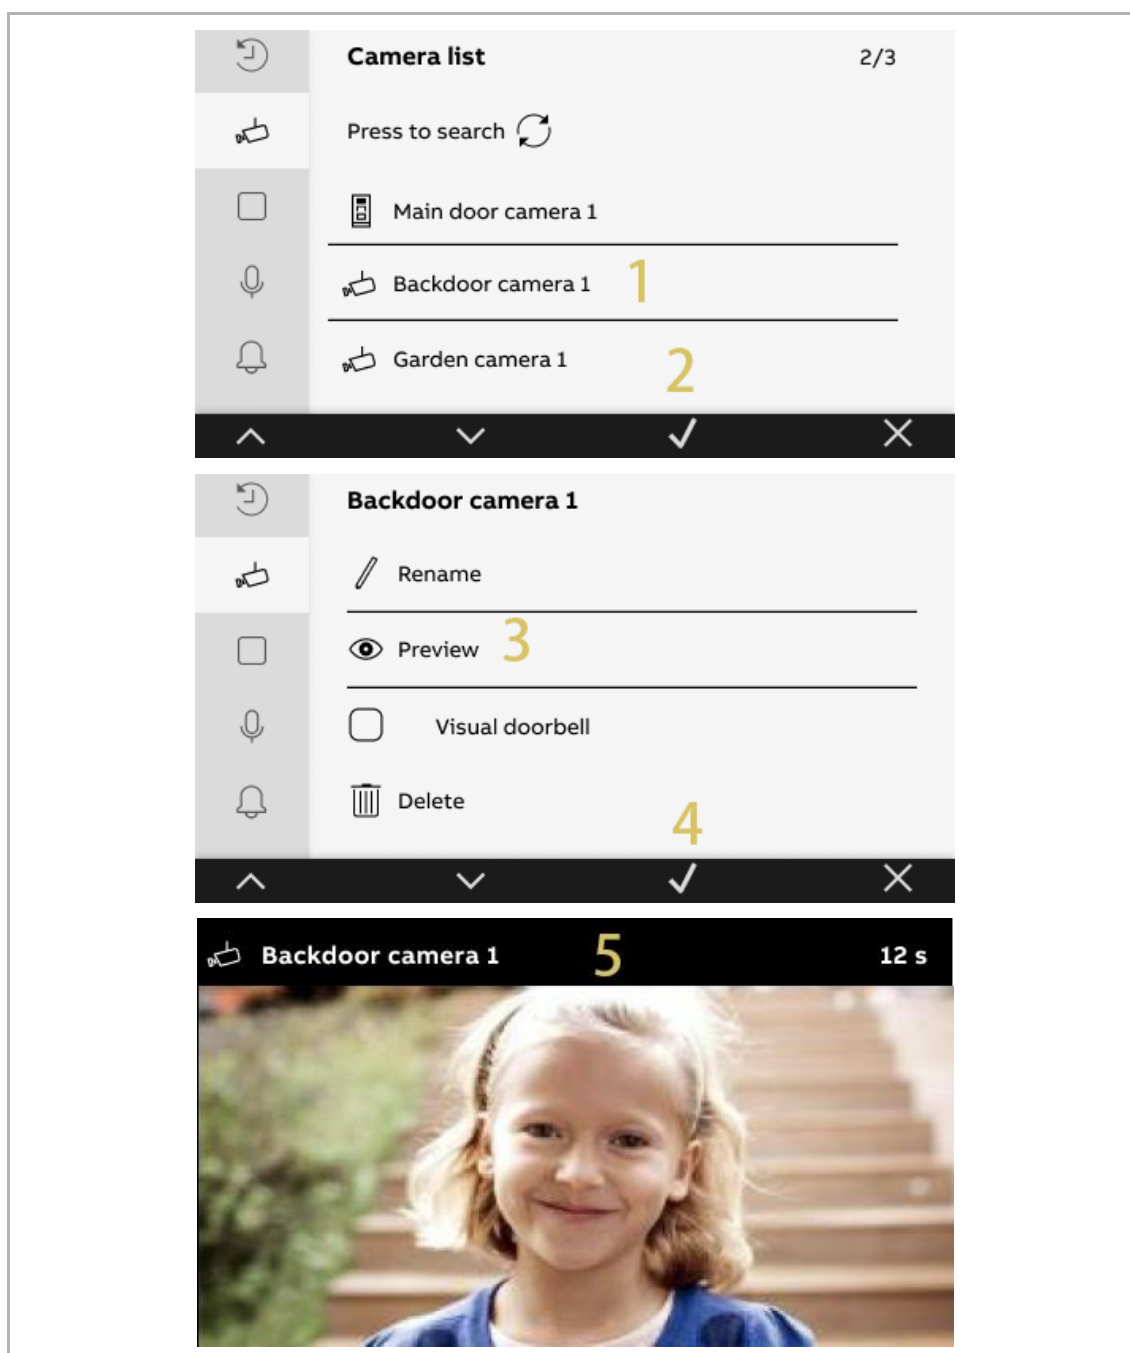 Camera list 2/3
Press to search
Main door camera 1
Backdoor camera 1 1
Garden camera 1 2
Backdoor camera 1
Rename
Preview 3
Visual doorbell
Delete
4
Backdoor camera 1 5 12 s